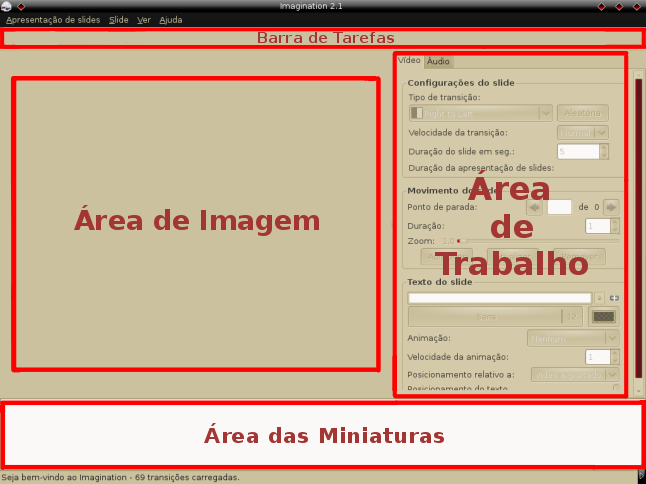 Imagination 2.1
Apresentação de slides Slide Ver Ajuda
Barra de Tarefas
Vídeo Áudio
Configurações do slide
Tipo de transição:
Aleatória
Velocidade da transição:
Normal
Duração do slide em seg.: 5
Duração da apresentação de slides:
Área de Imagem
Área
de
Trabalho
Movimento do
Ponto de parada: de 0
Duração: 1
Zoom: 1.0
Texto do slide
Sans 12
Animação: Nenhum
Velocidade da animação: 1
Posicionamento relativo a:
Posicionamento do texto
Área das Miniaturas
Seja bem-vindo ao Imagination - 69 transições carregadas.